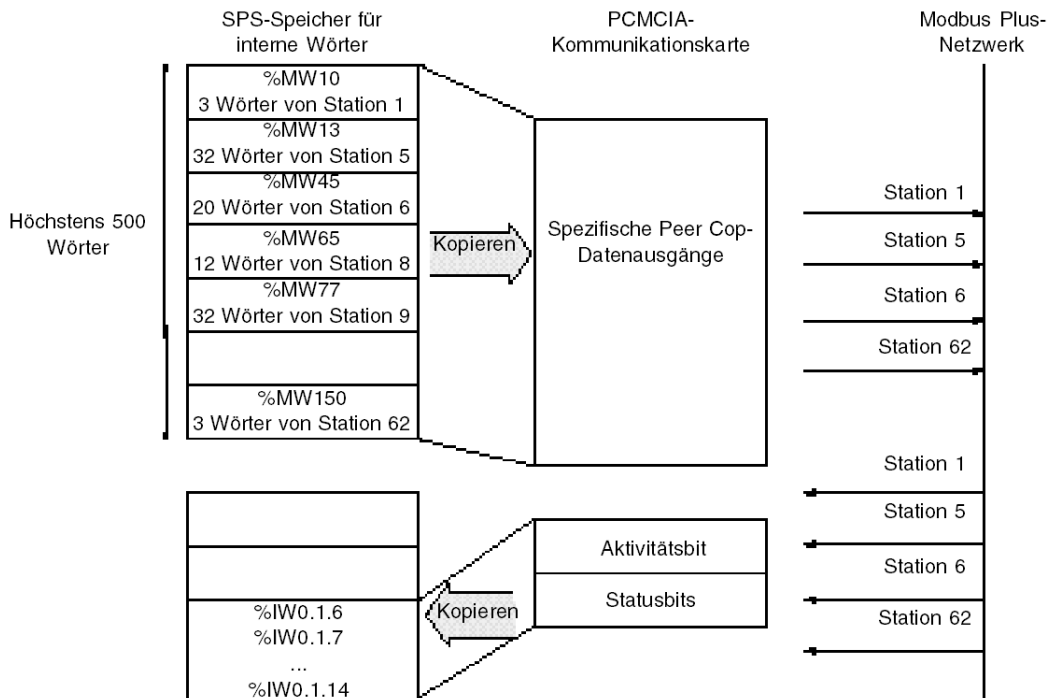 SPS-Speicher für
interne Wörter
PCMCIA-
Kommunikationskarte
Modbus Plus-
Netzwerk
%MW10
3 Wörter von Station 1
%MW13
32 Wörter von Station 5
%MW45
20 Wörter von Station 6
%MW65
12 Wörter von Station 8
%MW77
32 Wörter von Station 9
%MW150
3 Wörter von Station 62
Höchstens 500
Wörter
Kopieren
Spezifische Peer Cop-
Datenausgänge
Station 1
Station 5
Station 6
Station 62
Station 1
Station 5
Station 6
Station 62
Aktivitätsbit
Statusbits
Kopieren
%IW0.1.6
%IW0.1.7
...
%IW0.1.14